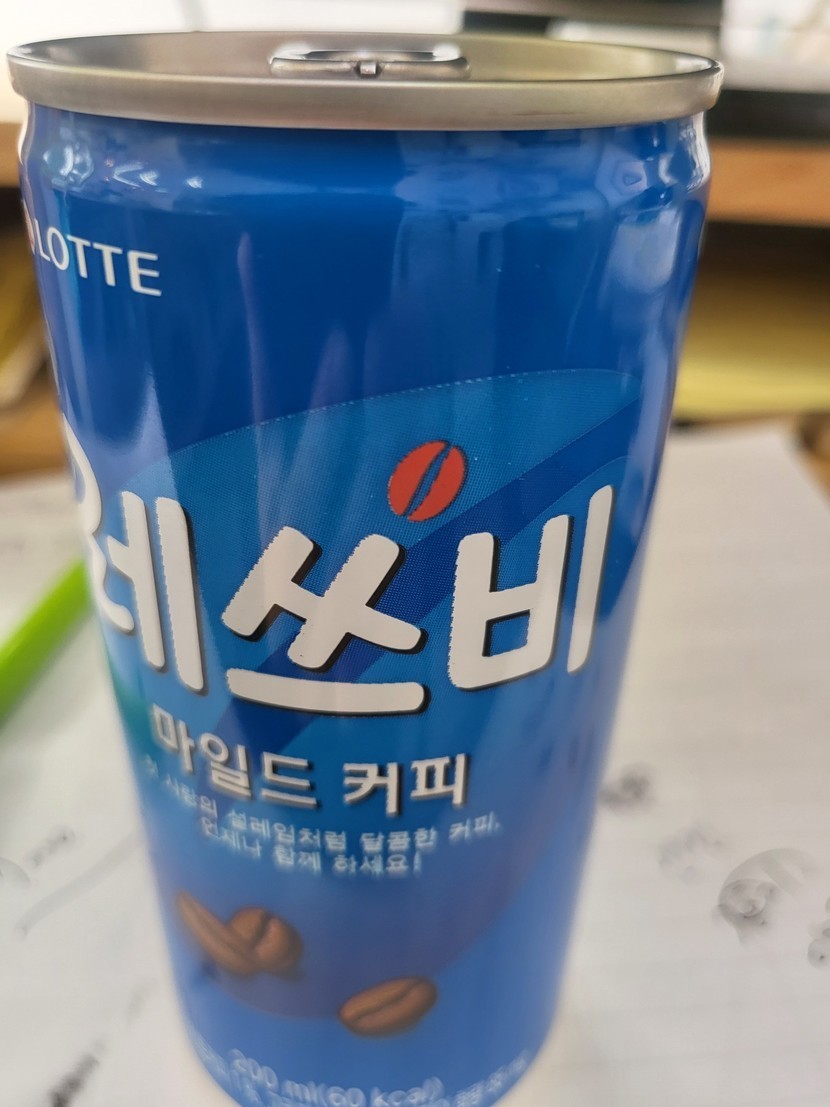 LOTTE
레쓰비
마일드 커피
첫 사랑의 설레임처럼 달콤한 커피,
언제나 함께 하세요!
200 ml(60 kcal)